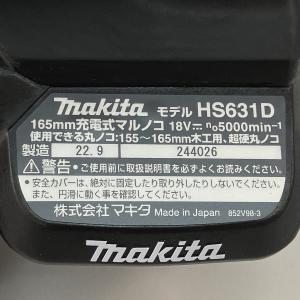 makita モデル HS631D
165mm充電式マルノコ 18V⎓ n₀5000min⁻¹
使用できる丸ノコ:155～165mm木工用、超硬丸ノコ
製造 22.9 244026
⚠警告・ご使用前に取扱説明書を必ずよくお読みください。
・安全カバーは、絶対に固定したり取り外しりしないでください。
また、円滑に動く事を確認してください。
株式会社マキタ Made in Japan 852V98-3
makita